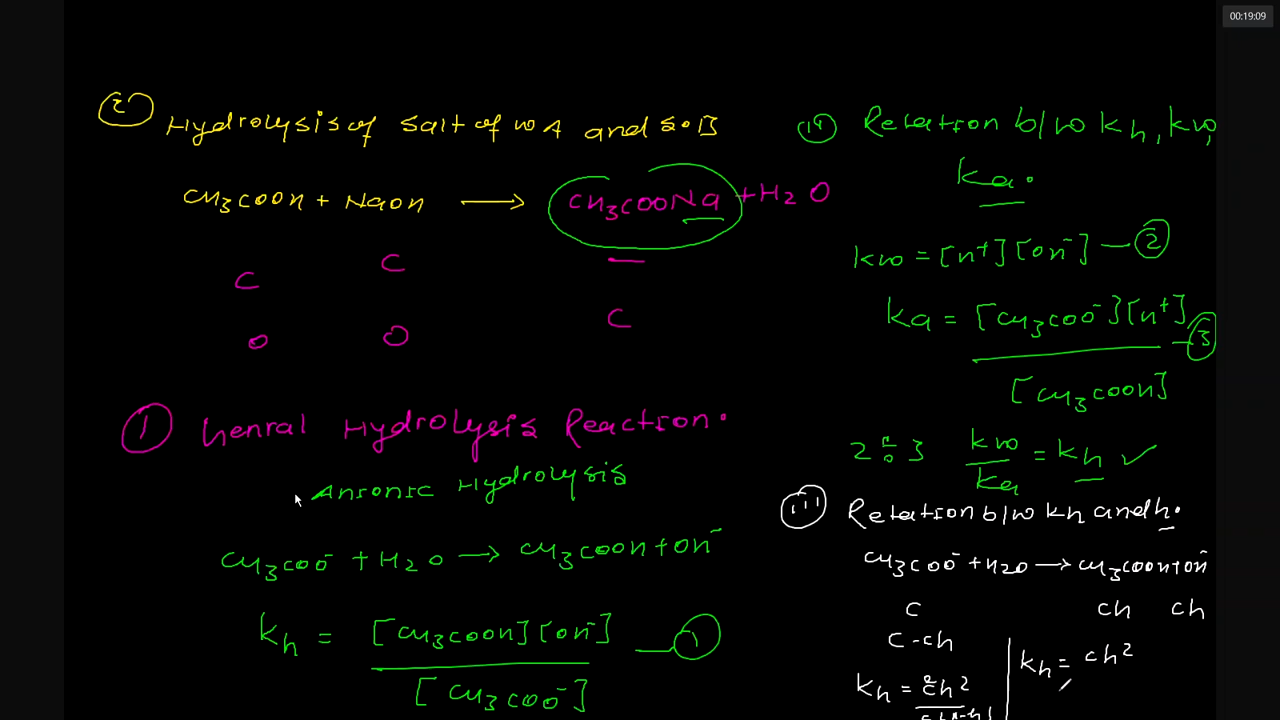 ② Hydrolysis of salt of WA and SOB
CH3COOH + NaOH ⟶ CH3COONa + H2O
C C —
O O C
① Genral Hydrolysis Reaction.
Anionic Hydrolysis
CH3COO⁻ + H2O → CH3COOH + OH⁻
Kh = [CH3COOH][OH⁻] — ①
[CH3COO⁻]
00:19:09
(ii) Relation b/w Kh, Kw,
Ka.
Kw = [H⁺][OH⁻] — ②
Ka = [CH3COO⁻][H⁺] — ③
[CH3COOH]
2 ÷ 3 Kw/Ka = Kh ✓
(iii) Relation b/w Kh and h.
CH3COO⁻ + H2O → CH3COOH + OH⁻
C Ch Ch
C-Ch
Kh = Ch²
Kh = C²h²